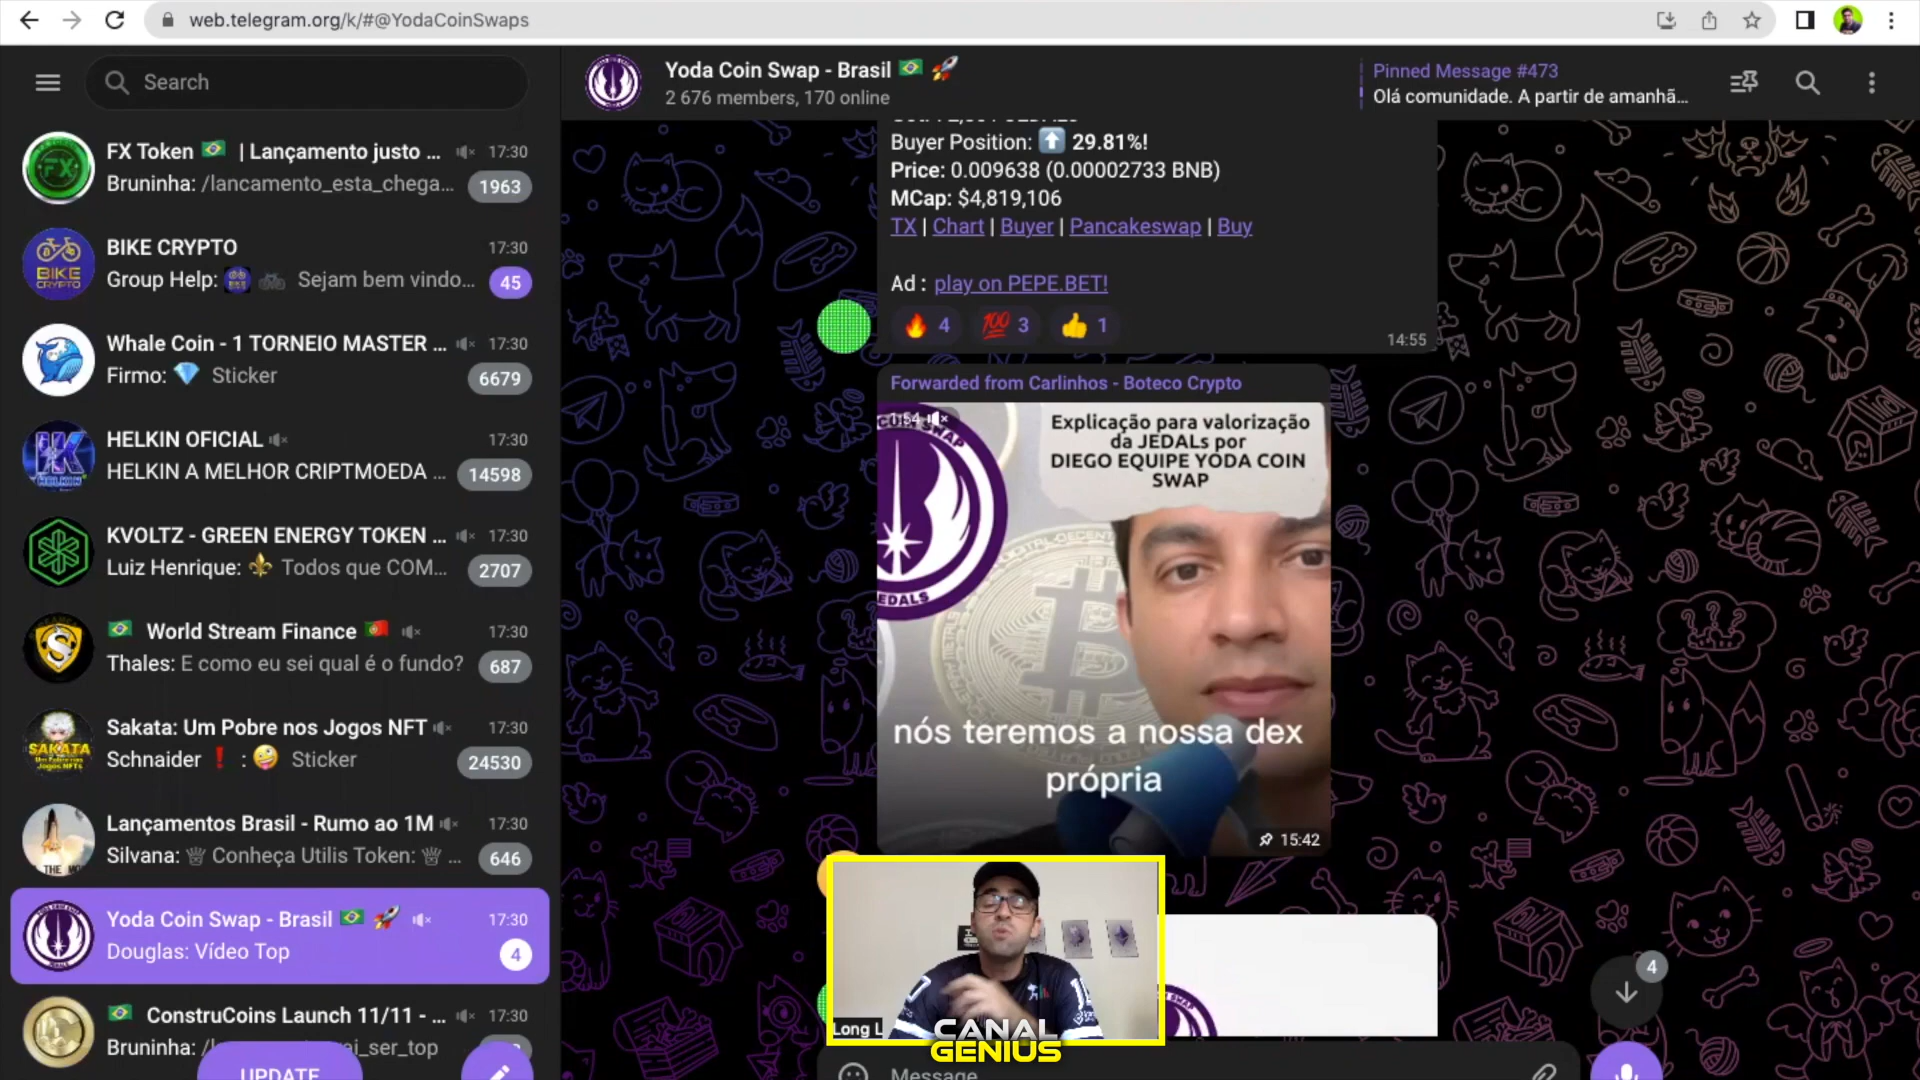 web.telegram.org/k/#@YodaCoinSwaps
Search
FX Token | Lançamento justo ... 17:30
Bruninha: /lancamento_esta_chega... 1963
BIKE CRYPTO 17:30
Group Help: Sejam bem vindo... 45
Whale Coin - 1 TORNEIO MASTER ... 17:30
Firmo: 💎 Sticker 6679
HELKIN OFICIAL 17:30
HELKIN A MELHOR CRIPTMOEDA ... 14598
KVOLTZ - GREEN ENERGY TOKEN ... 17:30
Luiz Henrique: ⚜️ Todos que COM... 2707
World Stream Finance 17:30
Thales: E como eu sei qual é o fundo? 687
Sakata: Um Pobre nos Jogos NFT 17:30
Schnaider ❗ : 🤪 Sticker 24530
Lançamentos Brasil - Rumo ao 1M 17:30
Silvana: Conheça Utilis Token: ... 646
Yoda Coin Swap - Brasil 🇧🇷 🚀 17:30
Douglas: Vídeo Top 4
ConstruCoins Launch 11/11 - ... 17:30
Bruninha: ei_ser_top
UPDATE
Yoda Coin Swap - Brasil 🇧🇷 🚀
2 676 members, 170 online
Pinned Message #473
Olá comunidade. A partir de amanhã...
Buyer Position: ⬆️ 29.81%!
Price: 0.009638 (0.00002733 BNB)
MCap: $4,819,106
TX | Chart | Buyer | Pancakeswap | Buy
Ad : play on PEPE.BET!
🔥 4 💯 3 👍 1
14:55
Forwarded from Carlinhos - Boteco Crypto
1:54
Explicação para valorização
da JEDALs por
DIEGO EQUIPE YODA COIN
SWAP
nós teremos a nossa dex
própria
15:42
4
Long L
CANAL
GENIUS
Message